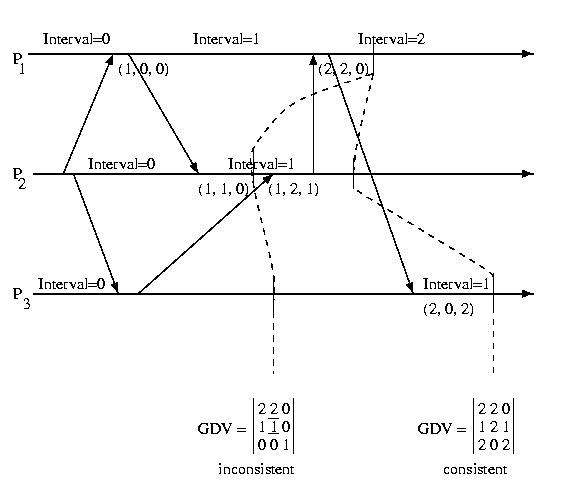 Interval=0 Interval=1 Interval=2
P1 (1, 0, 0) (2, 2, 0)
Interval=0 Interval=1
P2 (1, 1, 0) (1, 2, 1)
Interval=0 Interval=1
P3 (2, 0, 2)
2 2 0 2 2 0
GDV = 1 1 0 GDV = 1 2 1
0 0 1 2 0 2
inconsistent consistent